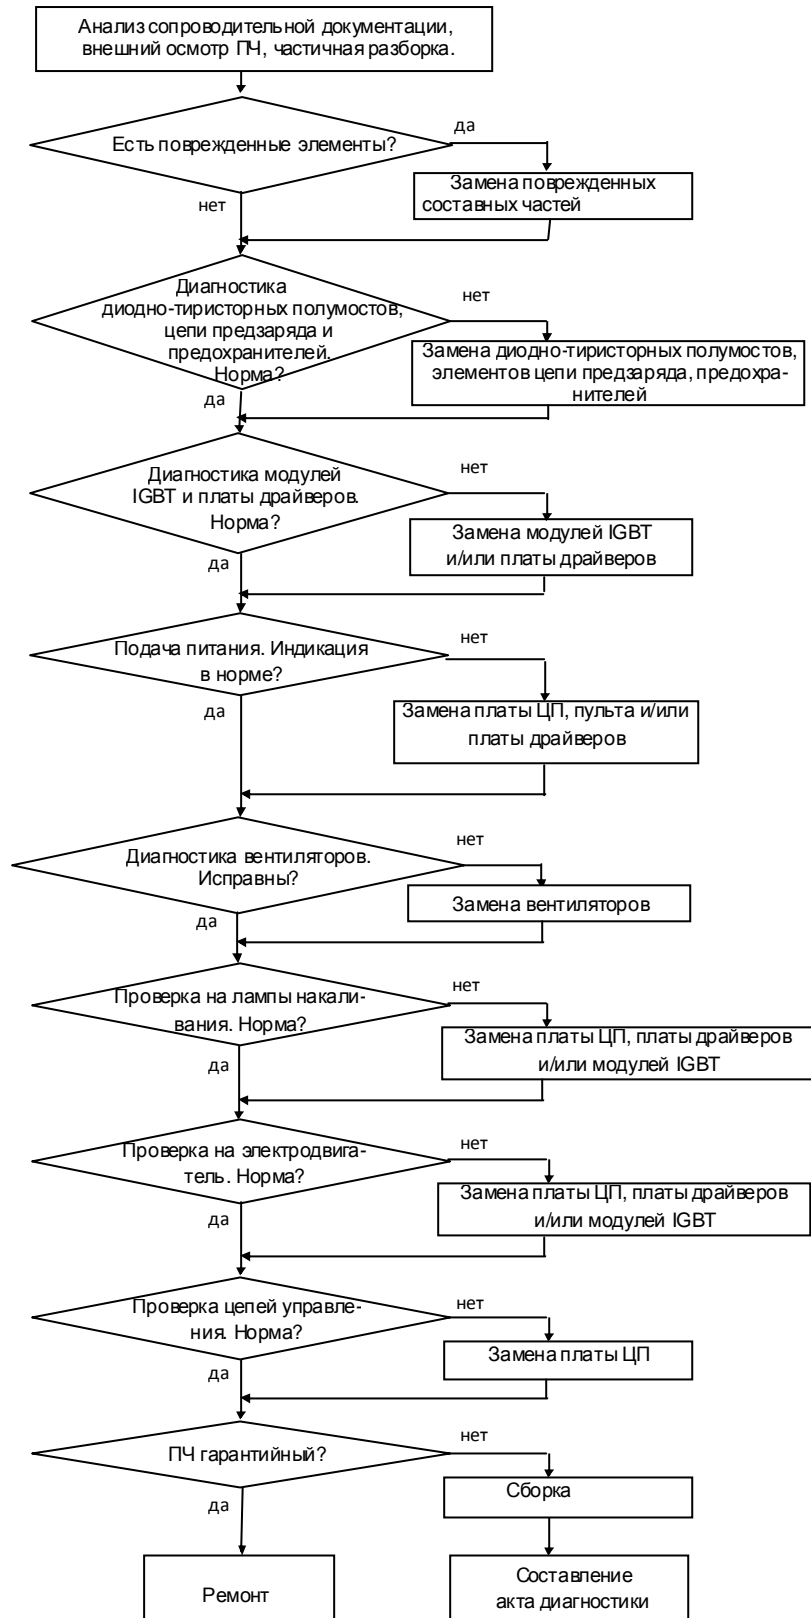 Анализ сопроводительной документации,
внешний осмотр ПЧ, частичная разборка.
Есть поврежденные элементы?
да
Замена поврежденных
составных частей
нет
Диагностика
диодно-тиристорных полумостов,
цепи предзаряда и
предохранителей.
Норма?
нет
Замена диодно-тиристорных полумостов,
элементов цепи предзаряда, предохра-
нителей
да
Диагностика модулей
IGBT и платы драйверов.
Норма?
нет
Замена модулей IGBT
и/или платы драйверов
да
Подача питания. Индикация
в норме?
нет
Замена платы ЦП, пульта и/или
платы драйверов
да
Диагностика вентиляторов.
Исправны?
нет
Замена вентиляторов
да
Проверка на лампы накали-
вания. Норма?
нет
Замена платы ЦП, платы драйверов
и/или модулей IGBT
да
Проверка на электродвига-
тель. Норма?
нет
Замена платы ЦП, платы драйверов
и/или модулей IGBT
да
Проверка цепей управле-
ния. Норма?
нет
Замена платы ЦП
да
ПЧ гарантийный?
нет
Сборка
да
Ремонт
Составление
акта диагностики